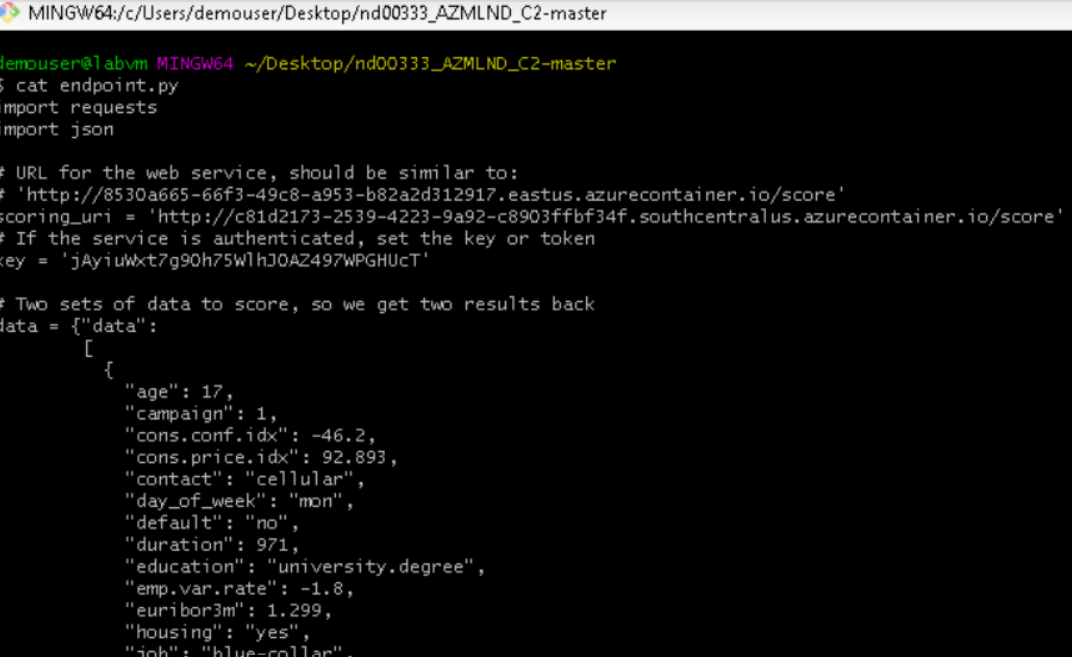 MINGW64:/c/Users/demouser/Desktop/nd00333_AZMLND_C2-master
demouser@labvm MINGW64 ~/Desktop/nd00333_AZMLND_C2-master
$ cat endpoint.py
import requests
import json
# URL for the web service, should be similar to:
# 'http://8530a665-66f3-49c8-a953-b82a2d312917.eastus.azurecontainer.io/score'
scoring_uri = 'http://c81d2173-2539-4223-9a92-c8903ffbf34f.southcentralus.azurecontainer.io/score'
# If the service is authenticated, set the key or token
key = 'jAyiuWxt7g9Oh75WlhJOAZ497WPGHUcT'
# Two sets of data to score, so we get two results back
data = {"data":
[
{
"age": 17,
"campaign": 1,
"cons.conf.idx": -46.2,
"cons.price.idx": 92.893,
"contact": "cellular",
"day_of_week": "mon",
"default": "no",
"duration": 971,
"education": "university.degree",
"emp.var.rate": -1.8,
"euribor3m": 1.299,
"housing": "yes",
"job": "blue-collar",